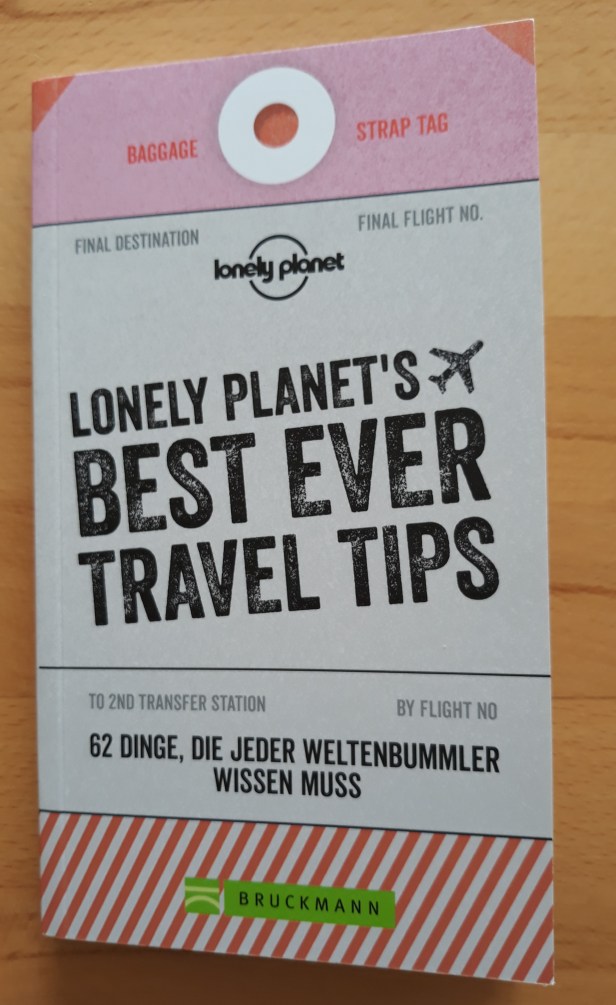 BAGGAGE
STRAP TAG
FINAL DESTINATION
FINAL FLIGHT NO.
lonely planet
LONELY PLANET'S
BEST EVER
TRAVEL TIPS
TO 2ND TRANSFER STATION
BY FLIGHT NO
62 DINGE, DIE JEDER WELTENBUMMLER
WISSEN MUSS
BRUCKMANN